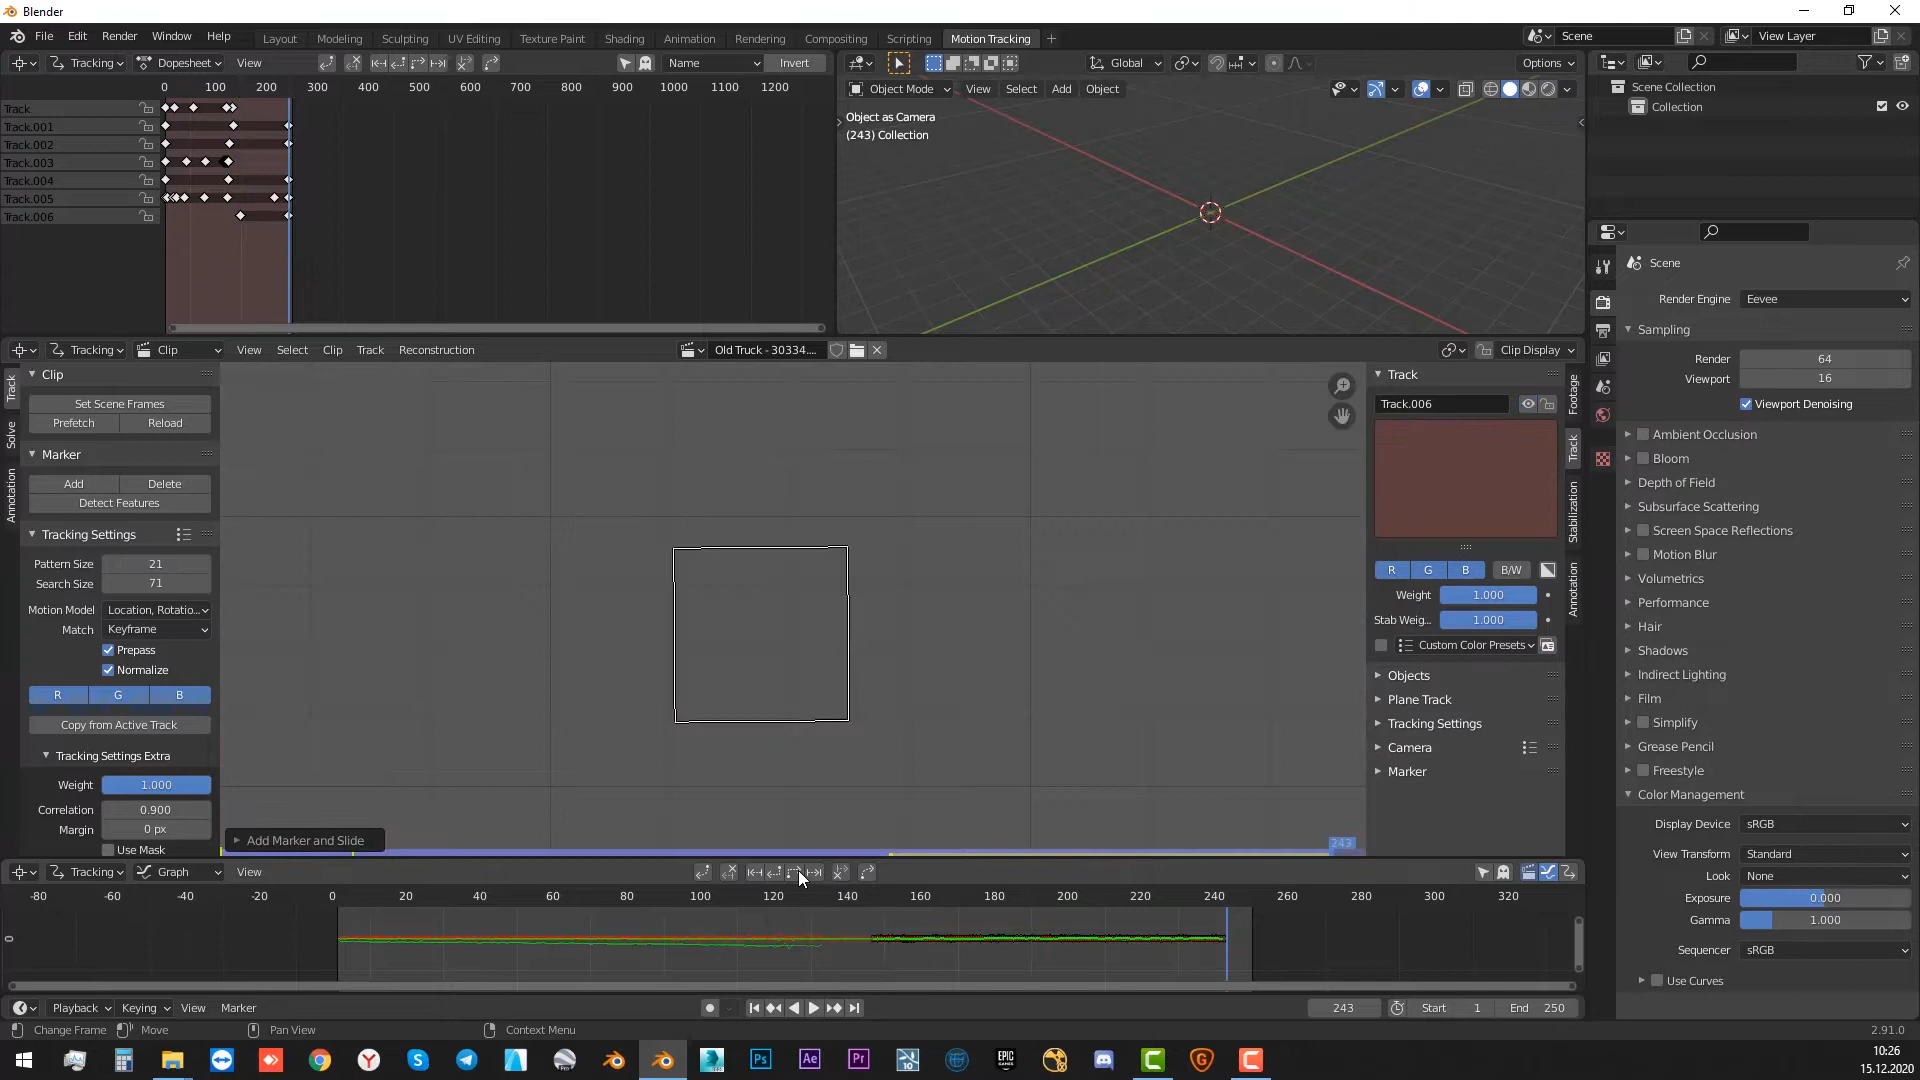 Blender
File Edit Render Window Help
Layout Modeling Sculpting UV Editing Texture Paint Shading Animation Rendering Compositing Scripting Motion Tracking
Scene
View Layer
Tracking Dopesheet View
Name
Invert
Global
Options
0 100 200 300 400 500 600 700 800 900 1000 1100 1200
Object Mode View Select Add Object
Scene Collection
Collection
Track
Track.001
Track.002
Track.003
Track.004
Track.005
Track.006
Object as Camera
(243) Collection
Scene
Render Engine Eevee
Sampling
Render 64
Viewport 16
Viewport Denoising
Ambient Occlusion
Bloom
Depth of Field
Subsurface Scattering
Screen Space Reflections
Motion Blur
Volumetrics
Performance
Hair
Shadows
Indirect Lighting
Film
Simplify
Grease Pencil
Freestyle
Color Management
Display Device sRGB
View Transform Standard
Look None
Exposure 0.000
Gamma 1.000
Sequencer sRGB
Use Curves
Tracking Clip View Select Clip Track Reconstruction
Old Truck - 30334....
Clip Display
Track
Solve
Annotation
Clip
Set Scene Frames
Prefetch Reload
Marker
Add Delete
Detect Features
Tracking Settings
Pattern Size 21
Search Size 71
Motion Model Location, Rotatio...
Match Keyframe
Prepass
Normalize
R G B
Copy from Active Track
Tracking Settings Extra
Weight 1.000
Correlation 0.900
Margin 0 px
Use Mask
Add Marker and Slide
243
Track
Track.006
R G B B/W
Weight 1.000
Stab Weig... 1.000
Custom Color Presets
Objects
Plane Track
Tracking Settings
Camera
Marker
Footage
Track
Stabilization
Annotation
Tracking Graph View
-80 -60 -40 -20 0 20 40 60 80 100 120 140 160 180 200 220 240 260 280 300 320
0
Playback Keying View Marker
243 Start 1 End 250
Change Frame Move Pan View Context Menu
2.91.0
Ps Ae Pr
EPIC GAMES
10:26
15.12.2020